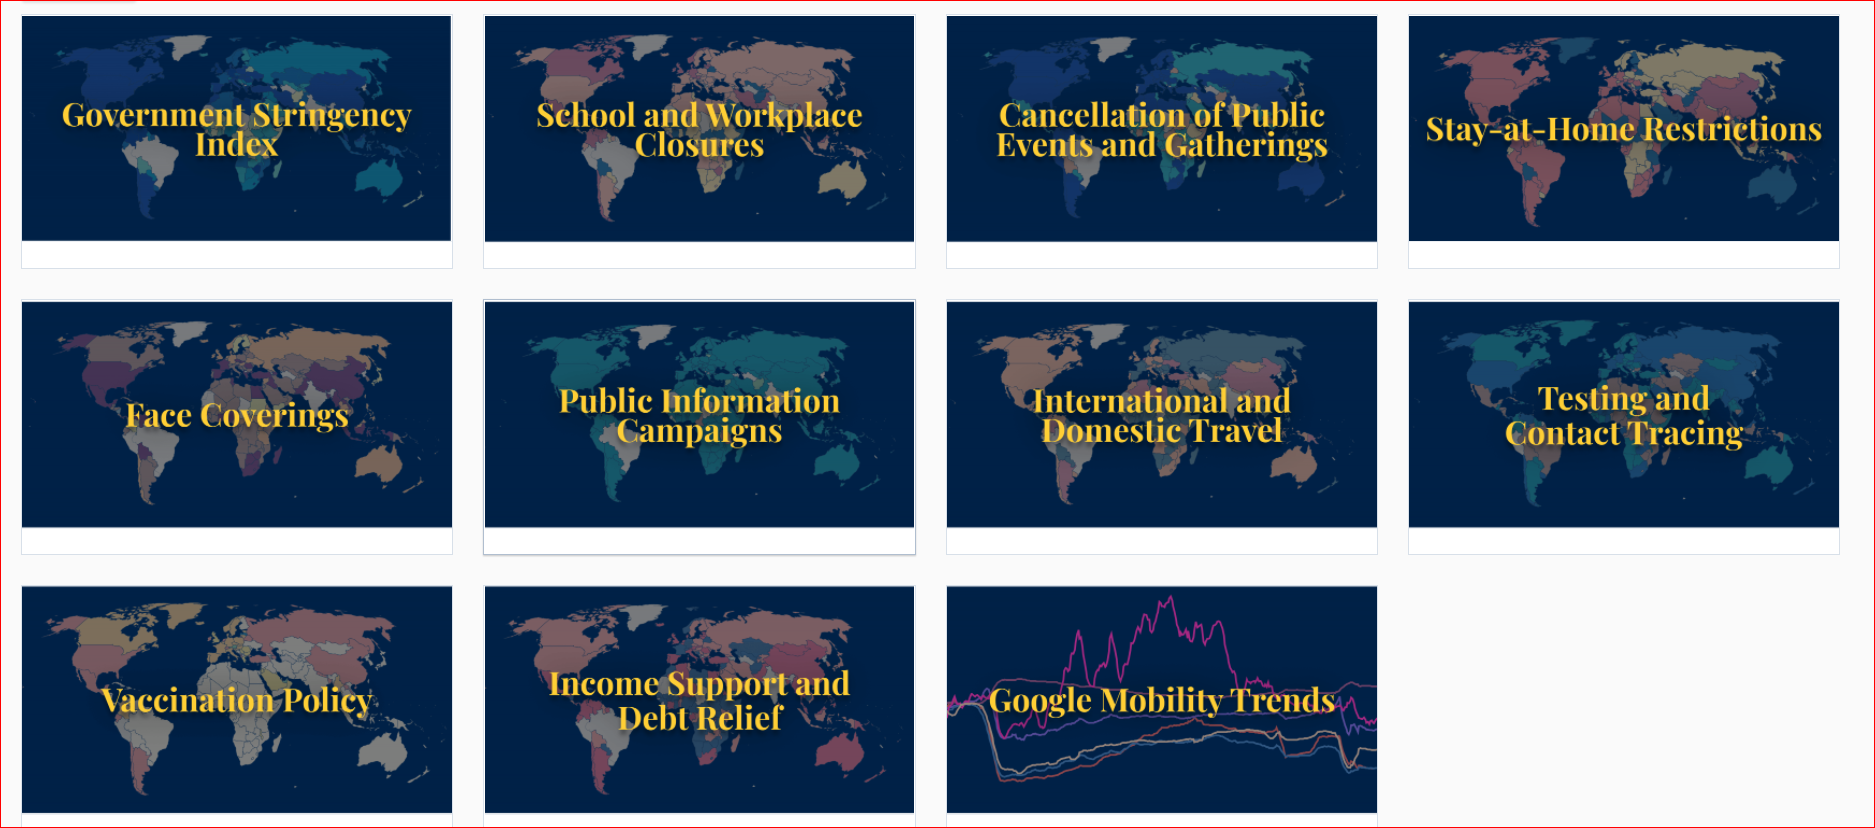 Government Stringency
Index
School and Workplace
Closures
Cancellation of Public
Events and Gatherings
Stay-at-Home Restrictions
Face Coverings
Public Information
Campaigns
International and
Domestic Travel
Testing and
Contact Tracing
Vaccination Policy
Income Support and
Debt Relief
Google Mobility Trends